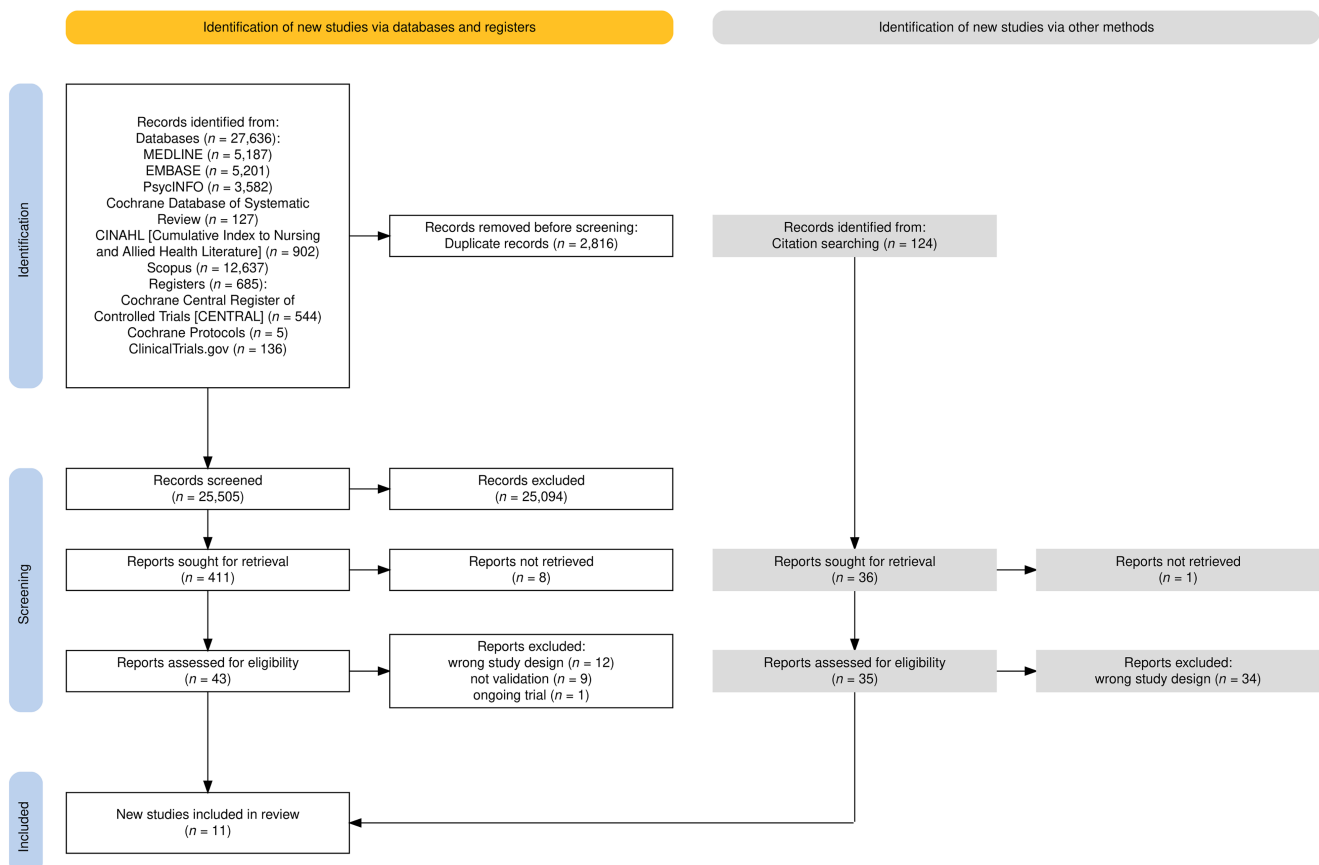 Identification of new studies via databases and registers
Identification of new studies via other methods
Identification
Records identified from:
Databases (n = 27,636):
MEDLINE (n = 5,187)
EMBASE (n = 5,201)
PsycINFO (n = 3,582)
Cochrane Database of Systematic
Review (n = 127)
CINAHL [Cumulative Index to Nursing
and Allied Health Literature] (n = 902)
Scopus (n = 12,637)
Registers (n = 685):
Cochrane Central Register of
Controlled Trials [CENTRAL] (n = 544)
Cochrane Protocols (n = 5)
ClinicalTrials.gov (n = 136)
Records removed before screening:
Duplicate records (n = 2,816)
Records identified from:
Citation searching (n = 124)
Screening
Records screened
(n = 25,505)
Records excluded
(n = 25,094)
Reports sought for retrieval
(n = 411)
Reports not retrieved
(n = 8)
Reports sought for retrieval
(n = 36)
Reports not retrieved
(n = 1)
Reports assessed for eligibility
(n = 43)
Reports excluded:
wrong study design (n = 12)
not validation (n = 9)
ongoing trial (n = 1)
Reports assessed for eligibility
(n = 35)
Reports excluded:
wrong study design (n = 34)
Included
New studies included in review
(n = 11)